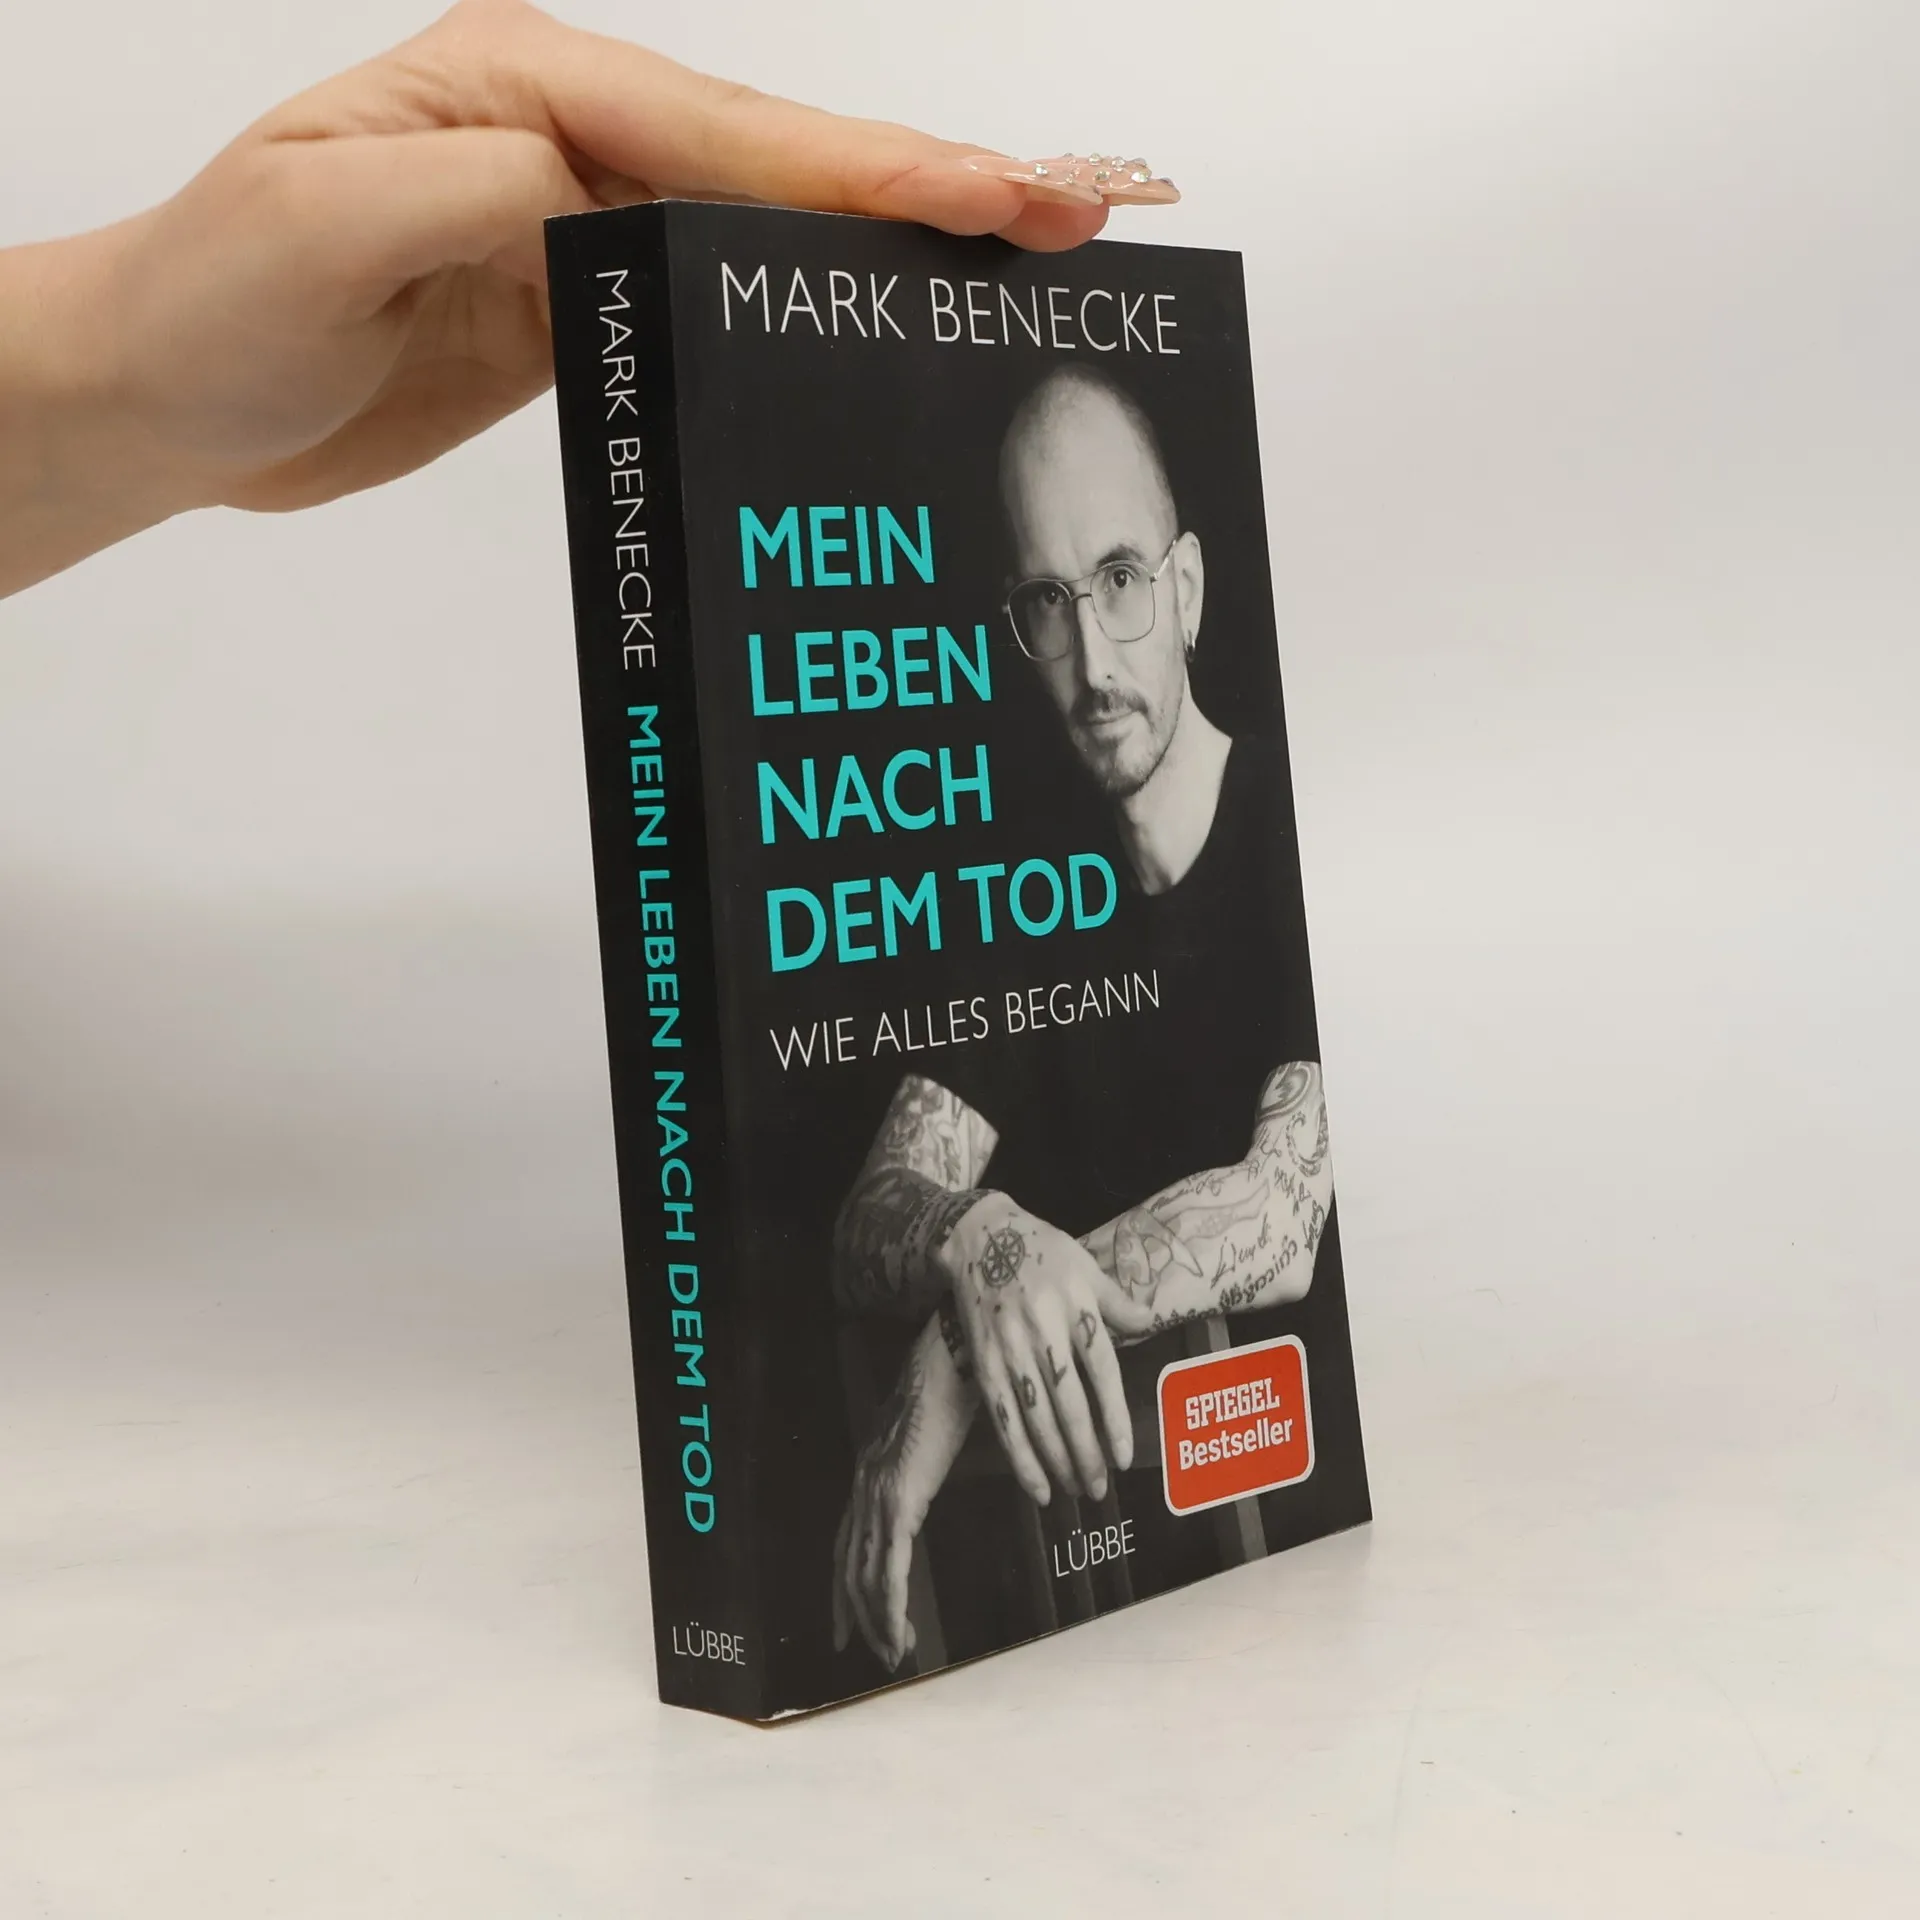 MARK BENECKE
MEIN
LEBEN
NACH
DEM TOD
WIE ALLES BEGANN
SPIEGEL
Bestseller
LÜBBE
MARK BENECKE MEIN LEBEN NACH DEM TOD
LÜBBE